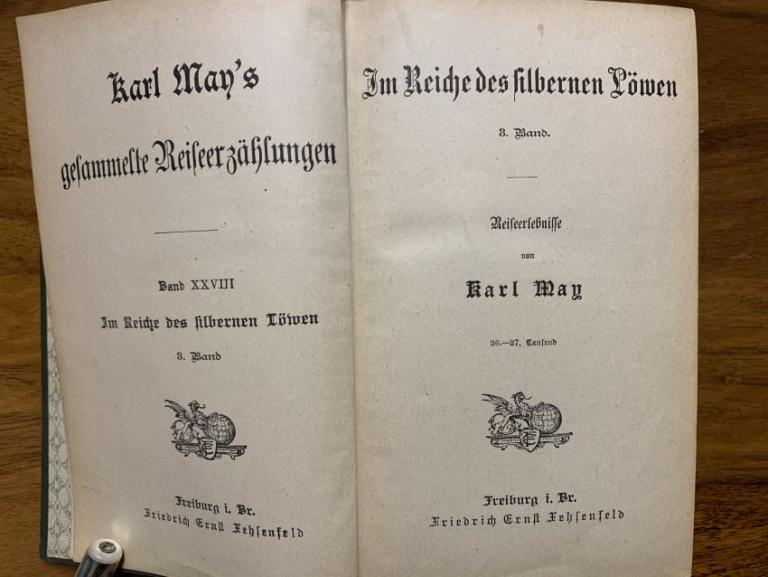 Karl May's
gesammelte Reiseerzählungen
Band XXVIII
Im Reiche des silbernen Löwen
3. Band
Freiburg i. Br.
Friedrich Ernst Fehsenfeld
Im Reiche des silbernen Löwen
3. Band.
Reiseerlebnisse
von
Karl May
26.—27. Tausend
Freiburg i. Br.
Friedrich Ernst Fehsenfeld